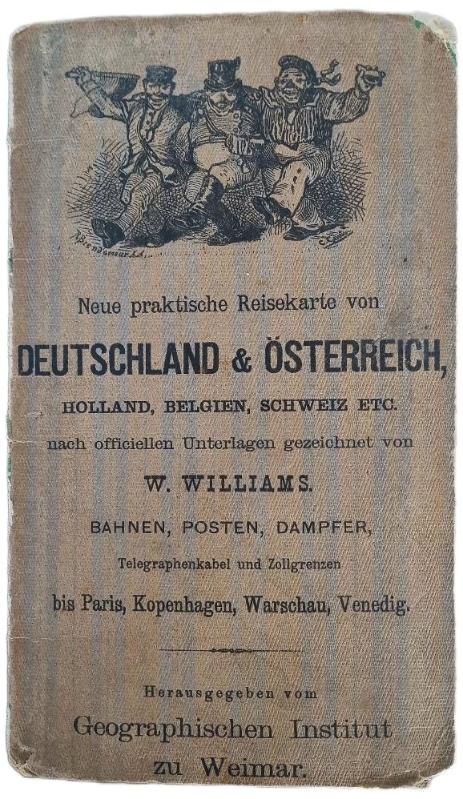 Neue praktische Reisekarte von
DEUTSCHLAND & ÖSTERREICH,
HOLLAND, BELGIEN, SCHWEIZ ETC.
nach officiellen Unterlagen gezeichnet von
W. WILLIAMS.
BAHNEN, POSTEN, DAMPFER,
Telegraphenkabel und Zollgrenzen
bis Paris, Kopenhagen, Warschau, Venedig.
Herausgegeben vom
Geographischen Institut
zu Weimar.